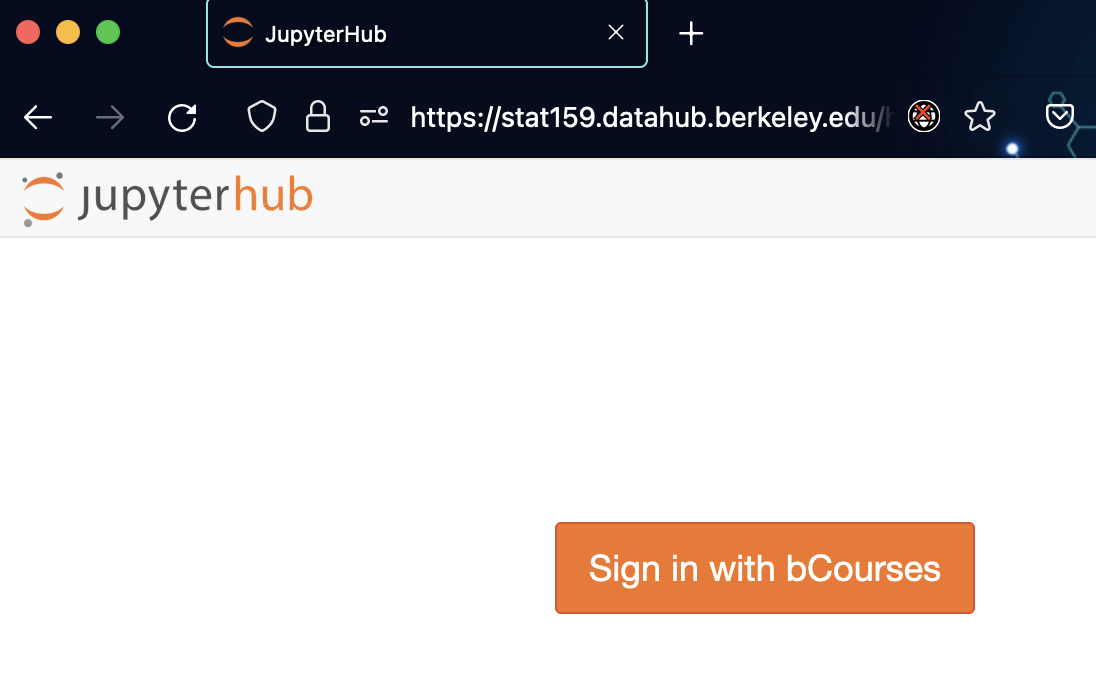 JupyterHub
https://stat159.datahub.berkeley.edu/h
jupyterhub
Sign in with bCourses